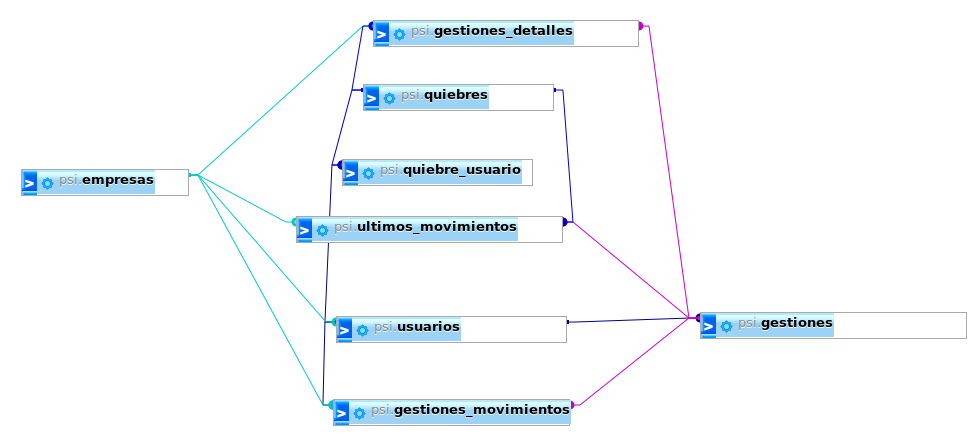 psi.gestiones_detalles
psi.quiebres
psi.quiebre_usuario
psi.empresas
psi.ultimos_movimientos
psi.usuarios
psi.gestiones
psi.gestiones_movimientos